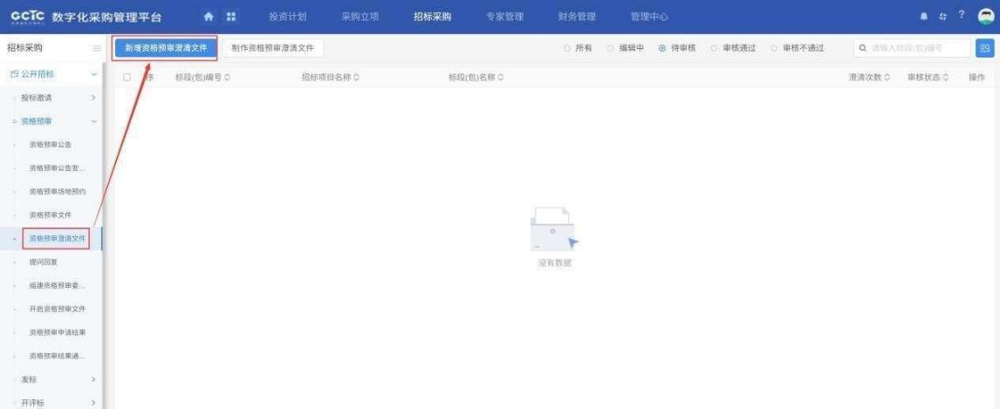 GCTC 数字化采购管理平台 投资计划 采购立项 招标采购 专家管理 财务管理 管理中心 ?
招标采购
新增资格预审澄清文件 制作资格预审澄清文件 所有 编辑中 待审核 审核通过 审核不通过 请输入标段(包)编号
公开招标
序 标段(包)编号 招标项目名称 标段(包)名称 澄清次数 审核状态 操作
投标邀请
资格预审
资格预审公告
资格预审公告变...
资格预审场地预约
资格预审文件
资格预审澄清文件
提问回复
没有数据
组建资格预审委...
开启资格预审文件
资格预审申请结果
资格预审结果通...
发标
开评标